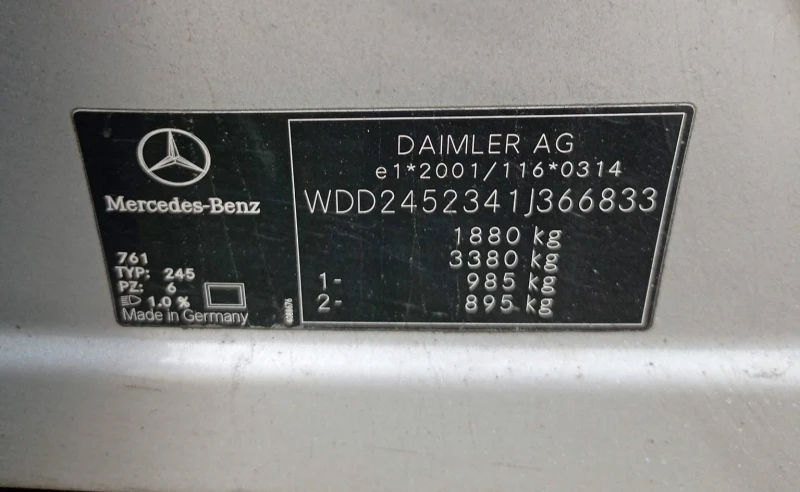 Mercedes-Benz
761
TYP: 245
PZ: 6
1.0 %
Made in Germany
DAIMLER AG
e1*2001/116*0314
WDD2452341J366833
1880 kg
3380 kg
1- 985 kg
2- 895 kg